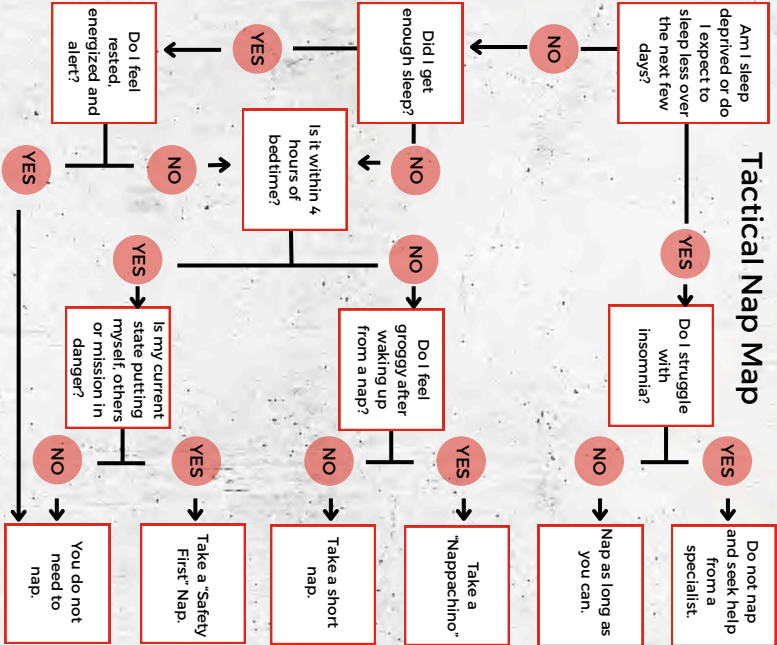 Tactical Nap Map
Am I sleep
deprived or do
I expect to
sleep less over
the next few
days?
YES
Do I struggle
with
insomnia?
YES
Do not nap
and seek help
from a
specialist.
NO
Nap as long as
you can.
NO
Did I get
enough sleep?
NO
YES
Is it within 4
hours of
bedtime?
NO
Do I feel
groggy after
waking up
from a nap?
YES
Take a
"Nappachino"
NO
Take a short
nap.
Do I feel
rested,
energized and
alert?
NO
YES
YES
Is my current
state putting
myself, others
or mission in
danger?
YES
Take a "Safety
First" Nap.
NO
You do not
need to
nap.